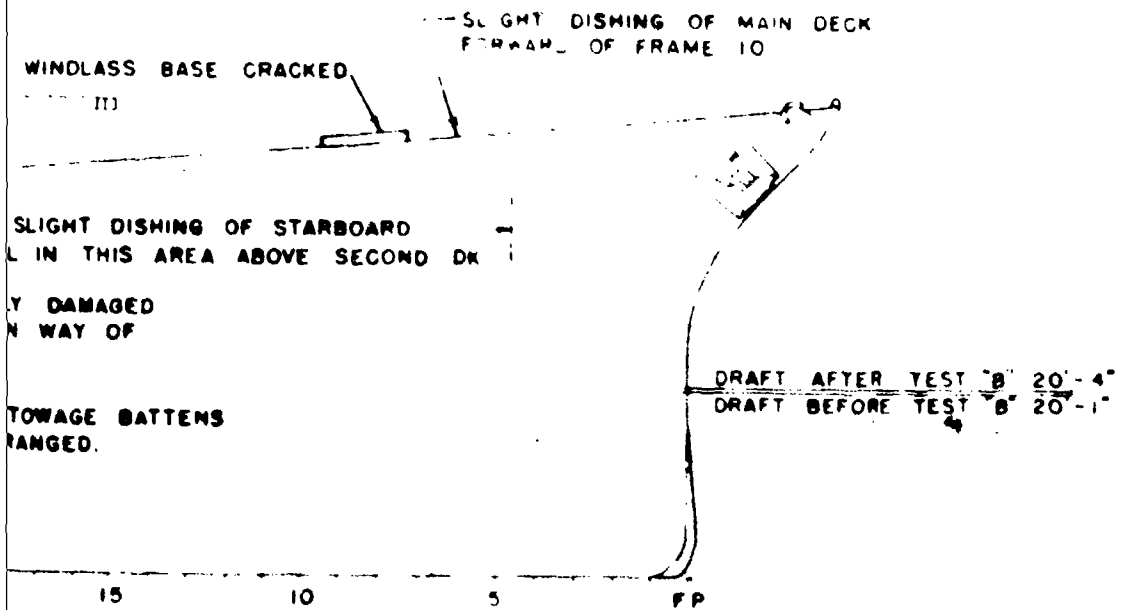 SLIGHT DISHING OF MAIN DECK
OF FRAME 10
WINDLASS BASE CRACKED
SLIGHT DISHING OF STARBOARD
L IN THIS AREA ABOVE SECOND DK
Y DAMAGED
N WAY OF
DRAFT AFTER TEST "B" 20'-4"
DRAFT BEFORE TEST "B" 20'-1"
TOWAGE BATTENS
RANGED.
15 10 5 FP